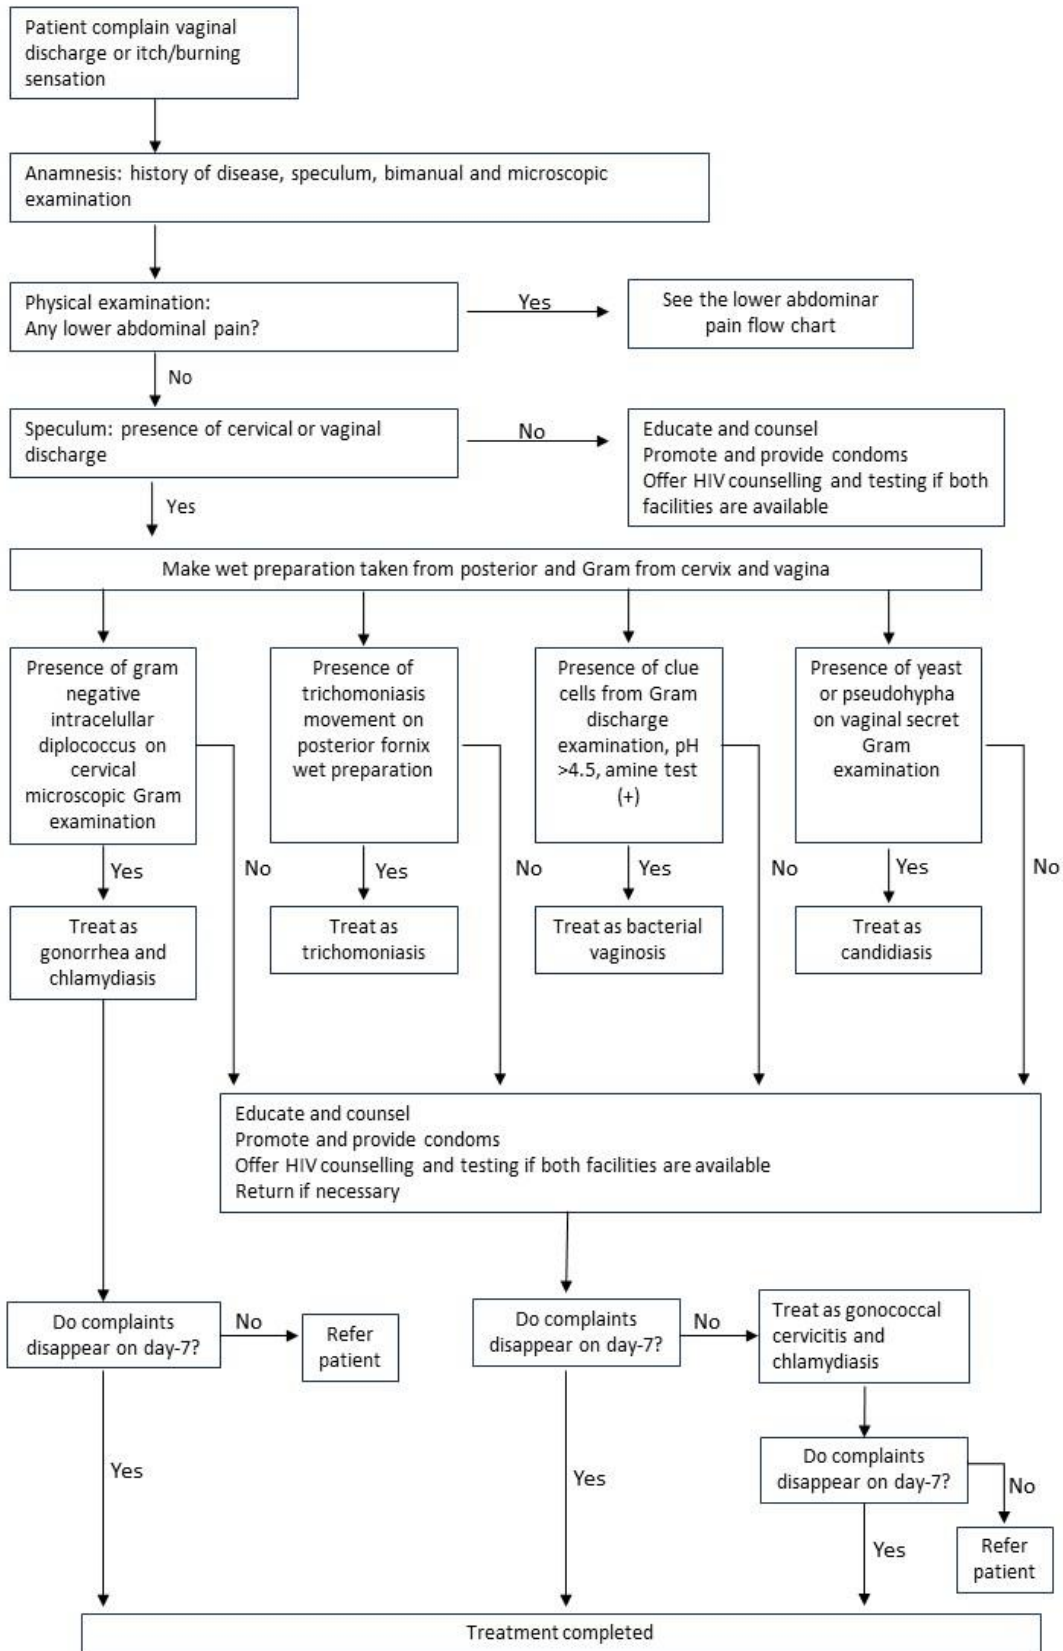 Patient complain vaginal
discharge or itch/burning
sensation
Anamnesis: history of disease, speculum, bimanual and microscopic
examination
Physical examination:
Any lower abdominal pain?
Yes
See the lower abdominar
pain flow chart
No
Speculum: presence of cervical or vaginal
discharge
No
Educate and counsel
Promote and provide condoms
Offer HIV counselling and testing if both
facilities are available
Yes
Make wet preparation taken from posterior and Gram from cervix and vagina
Presence of gram
negative
intracelullar
diplococcus on
cervical
microscopic Gram
examination
Presence of
trichomoniasis
movement on
posterior fornix
wet preparation
Presence of clue
cells from Gram
discharge
examination, pH
>4.5, amine test
(+)
Presence of yeast
or pseudohypha
on vaginal secret
Gram
examination
Yes
No
Yes
No
Yes
No
Yes
No
Treat as
gonorrhea and
chlamydiasis
Treat as
trichomoniasis
Treat as bacterial
vaginosis
Treat as
candidiasis
Educate and counsel
Promote and provide condoms
Offer HIV counselling and testing if both facilities are available
Return if necessary
Do complaints
disappear on day-7?
No
Refer
patient
Do complaints
disappear on day-7?
No
Treat as gonococcal
cervicitis and
chlamydiasis
Yes
Yes
Do complaints
disappear on day-7?
No
Yes
Refer
patient
Treatment completed